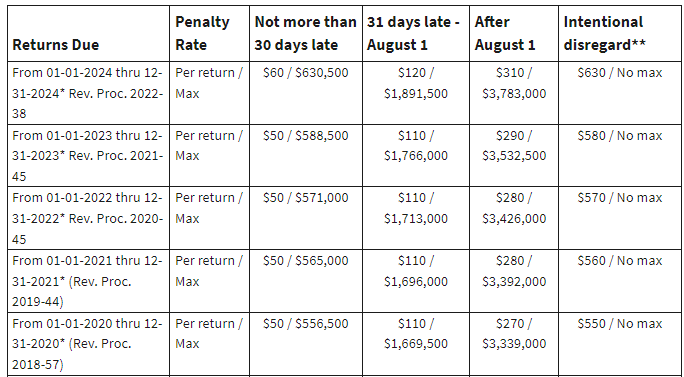 Returns Due | Penalty Rate | Not more than 30 days late | 31 days late - August 1 | After August 1 | Intentional disregard**
From 01-01-2024 thru 12-
31-2024* Rev. Proc. 2022-
38
Per return /
Max
$60 / $630,500
$120 /
$1,891,500
$310 /
$3,783,000
$630 / No max
From 01-01-2023 thru 12-
31-2023* Rev. Proc. 2021-
45
Per return /
Max
$50 / $588,500
$110 /
$1,766,000
$290 /
$3,532,500
$580 / No max
From 01-01-2022 thru 12-
31-2022* Rev. Proc. 2020-
45
Per return /
Max
$50 / $571,000
$110 /
$1,713,000
$280 /
$3,426,000
$570 / No max
From 01-01-2021 thru 12-
31-2021* (Rev. Proc.
2019-44)
Per return /
Max
$50 / $565,000
$110 /
$1,696,000
$280 /
$3,392,000
$560 / No max
From 01-01-2020 thru 12-
31-2020* (Rev. Proc.
2018-57)
Per return /
Max
$50 / $556,500
$110 /
$1,669,500
$270 /
$3,339,000
$550 / No max